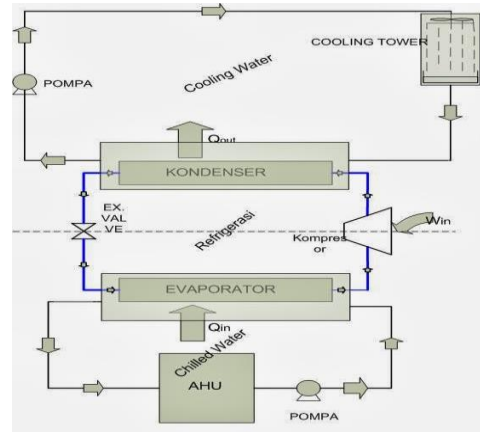 COOLING TOWER
Cooling Water
POMPA
Qout
KONDENSER
EX.
VAL
VE
Refrigerasi
Kompres
or
Win
EVAPORATOR
Qin
Chilled Water
AHU
POMPA